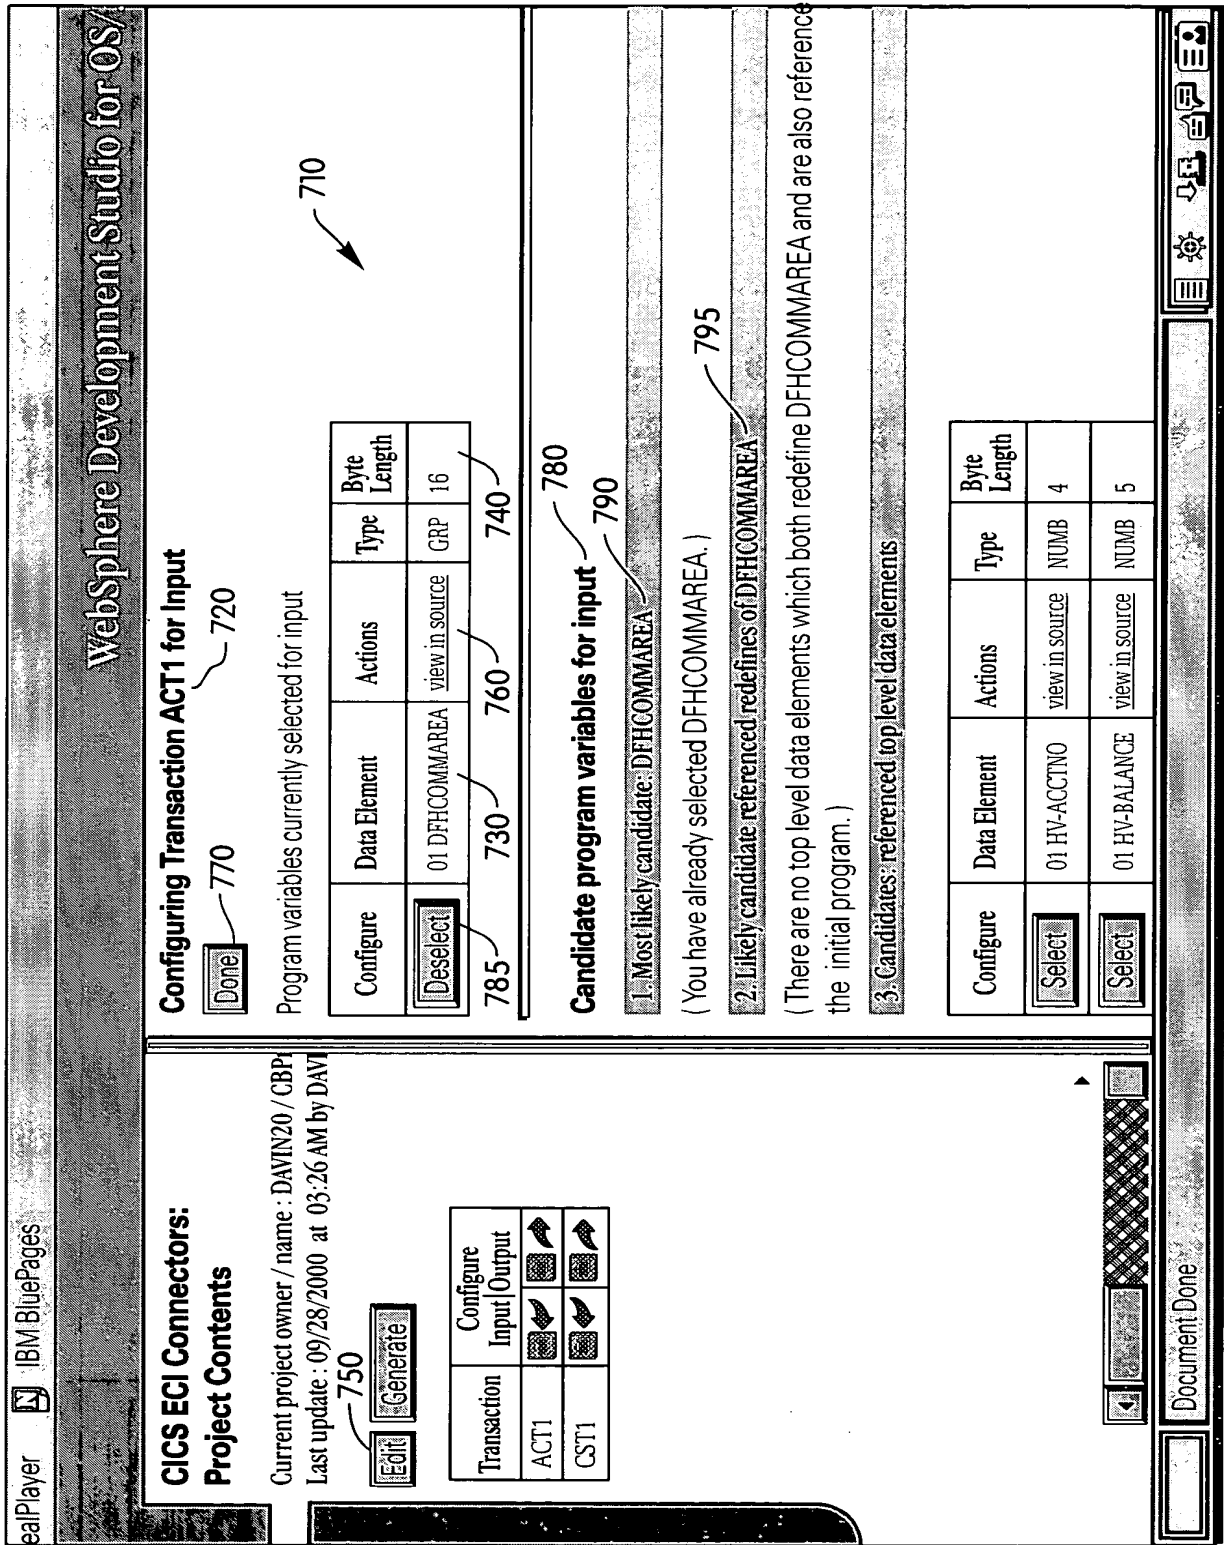 ealPlayer IBM BluePages
WebSphere Development Studio for OS/
CICS ECI Connectors:
Project Contents
Current project owner / name : DAVIN20 / CBP
Last update : 09/28/2000 at 03:26 AM by DAVI
750
Edit Generate
Transaction Configure
Input|Output
ACT1
CST1
Configuring Transaction ACT1 for Input
720
Done 770
710
Program variables currently selected for input
Configure Data Element Actions Type Byte Length
Deselect 01 DFHCOMMAREA view in source GRP 16
785 730 760 740
Candidate program variables for input 780
790
1. Most likely candidate: DFHCOMMAREA
( You have already selected DFHCOMMAREA. )
795
2. Likely candidate referenced redefines of DFHCOMMAREA
( There are no top level data elements which both redefine DFHCOMMAREA and are also reference
the initial program. )
3. Candidates: referenced top level data elements
Configure Data Element Actions Type Byte Length
Select 01 HV-ACCTNO view in source NUMB 4
Select 01 HV-BALANCE view in source NUMB 5
Document Done